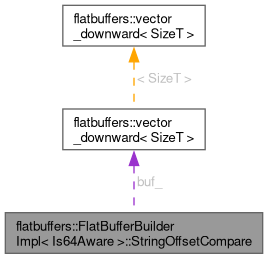 flatbuffers::vector
_downward< SizeT >
< SizeT >
flatbuffers::vector
_downward< SizeT >
buf_
flatbuffers::FlatBufferBuilder
Impl< Is64Aware >::StringOffsetCompare